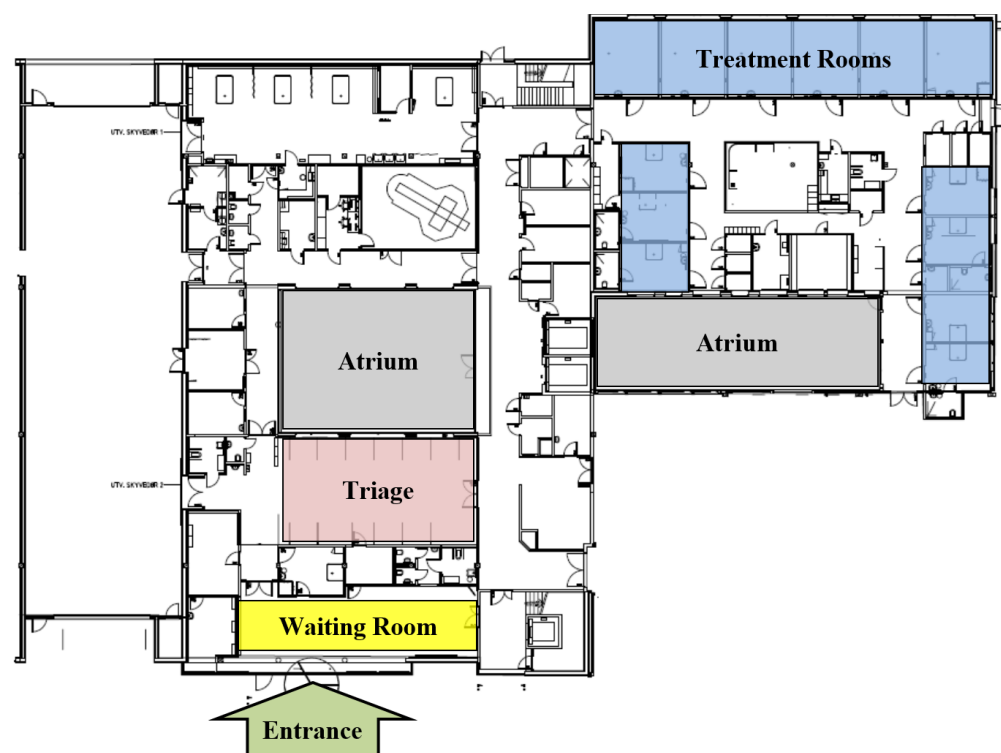 Treatment Rooms
UTV. SKYVEDØR 1
Atrium
Atrium
Triage
UTV. SKYVEDØR 2
Waiting Room
Entrance